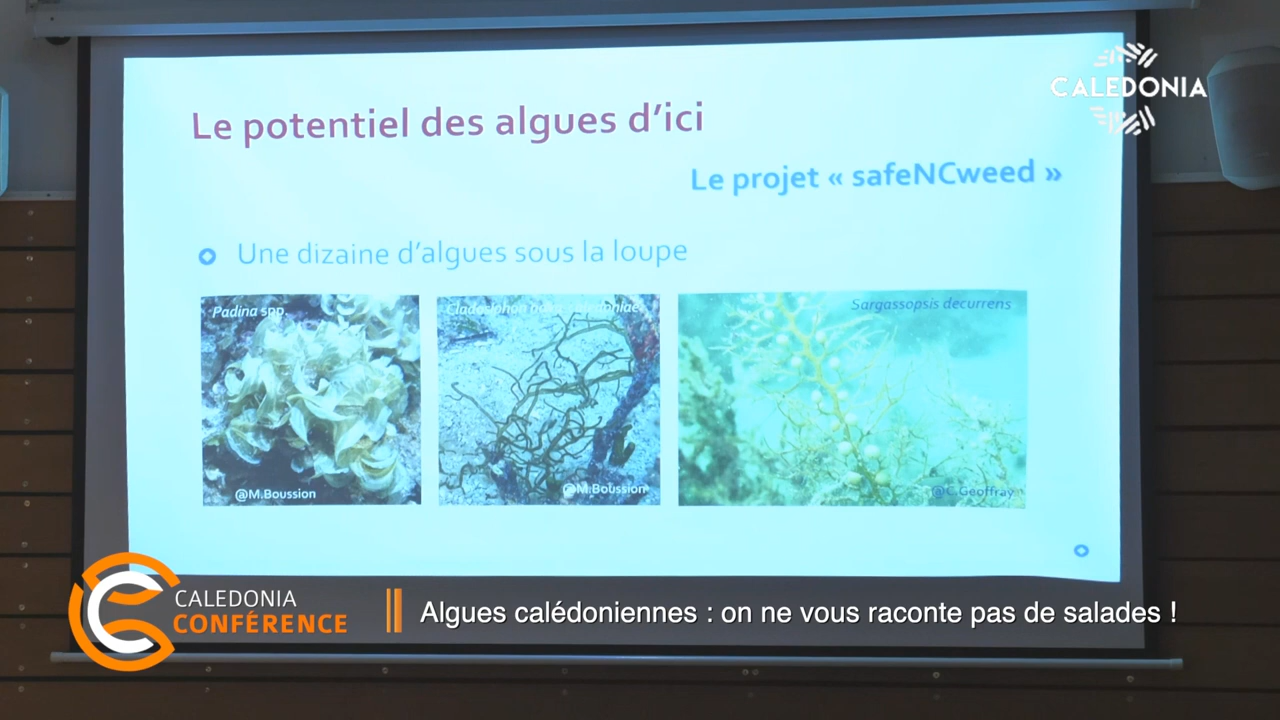 CALEDONIA
Le potentiel des algues d'ici
Le projet « safeNCweed »
Une dizaine d'algues sous la loupe
Padina spp.
Cladosiphon
Sargassopsis decurrens
@M.Boussion
@M.Boussion
@C.Geoffray
CALEDONIA
CONFÉRENCE
Algues calédoniennes : on ne vous raconte pas de salades !